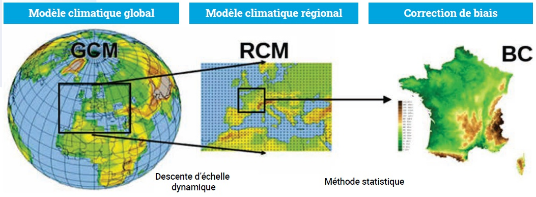 Modèle climatique global
Modèle climatique régional
Correction de biais
GCM
RCM
BC
Descente d'échelle
dynamique
Méthode statistique